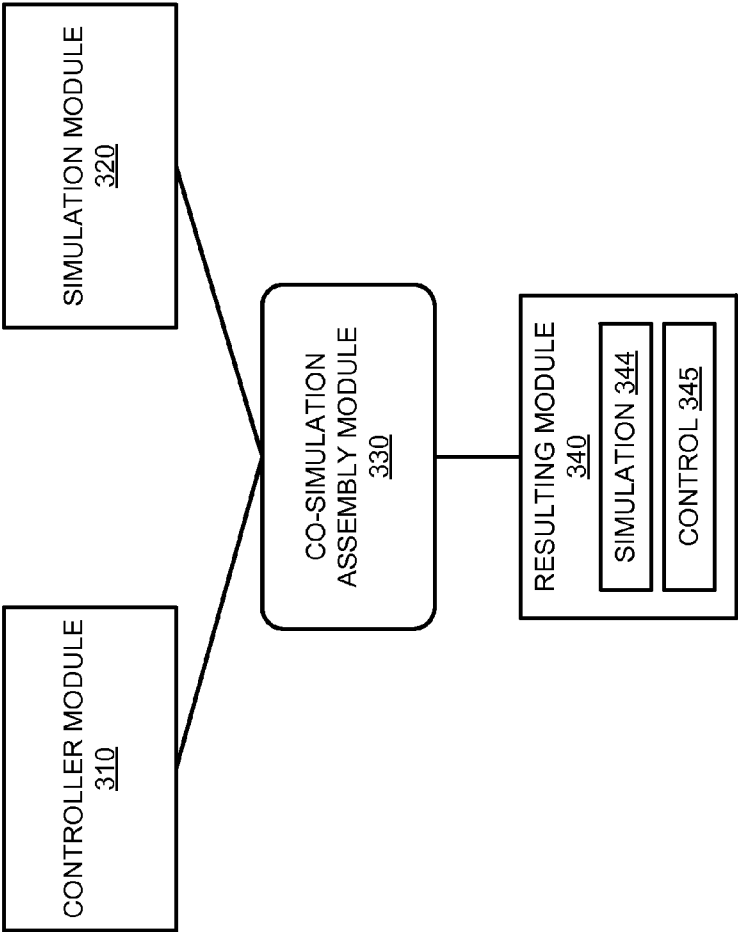 CONTROLLER MODULE
310
SIMULATION MODULE
320
CO-SIMULATION
ASSEMBLY MODULE
330
RESULTING MODULE
340
SIMULATION 344
CONTROL 345